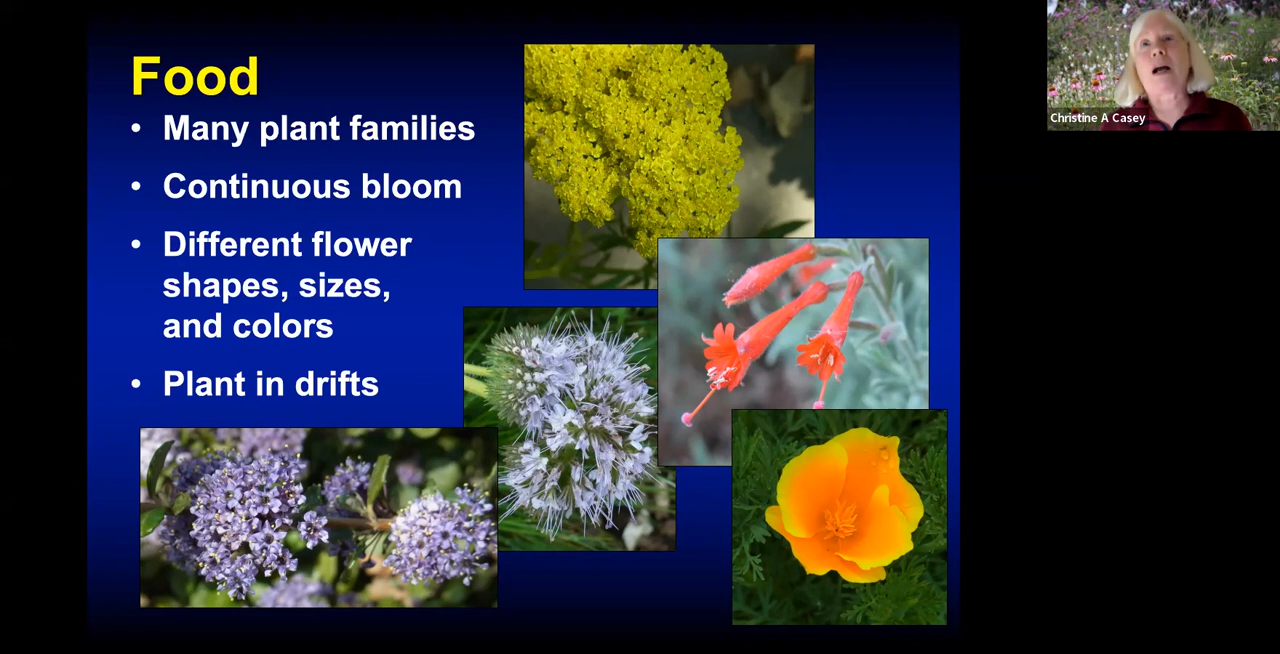 Food
• Many plant families
• Continuous bloom
• Different flower
shapes, sizes,
and colors
• Plant in drifts
Christine A Casey